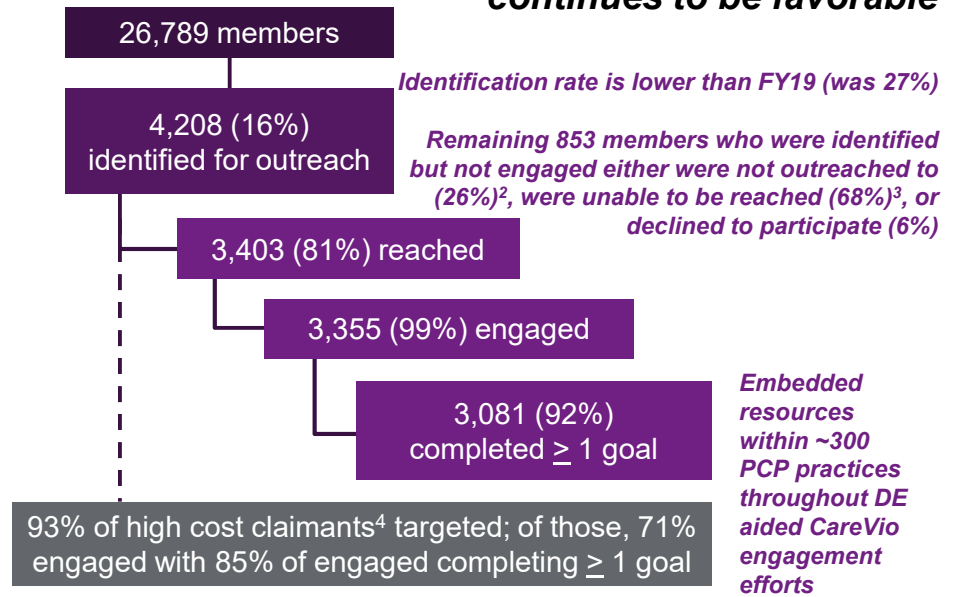 continues to be favorable
26,789 members
Identification rate is lower than FY19 (was 27%)
4,208 (16%)
identified for outreach
Remaining 853 members who were identified
but not engaged either were not outreached to
(26%)², were unable to be reached (68%)³, or
declined to participate (6%)
3,403 (81%) reached
3,355 (99%) engaged
3,081 (92%)
completed ≥ 1 goal
Embedded
resources
within ~300
PCP practices
throughout DE
aided CareVio
engagement
efforts
93% of high cost claimants⁴ targeted; of those, 71%
engaged with 85% of engaged completing ≥ 1 goal